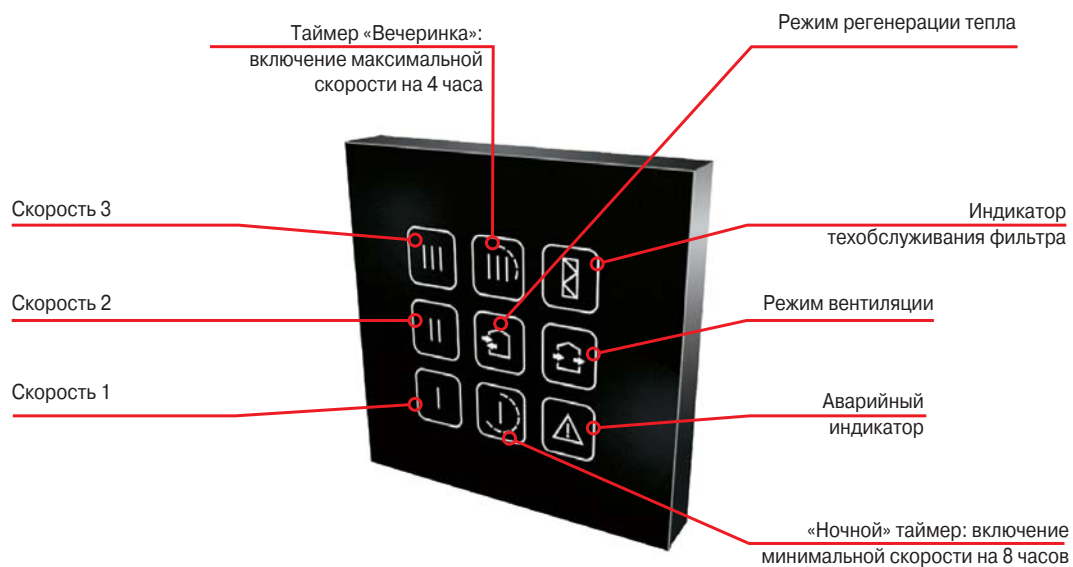 Таймер «Вечеринка»:
включение максимальной
скорости на 4 часа
Режим регенерации тепла
Скорость 3
Индикатор
техобслуживания фильтра
Скорость 2
Режим вентиляции
Скорость 1
Аварийный
индикатор
«Ночной» таймер: включение
минимальной скорости на 8 часов